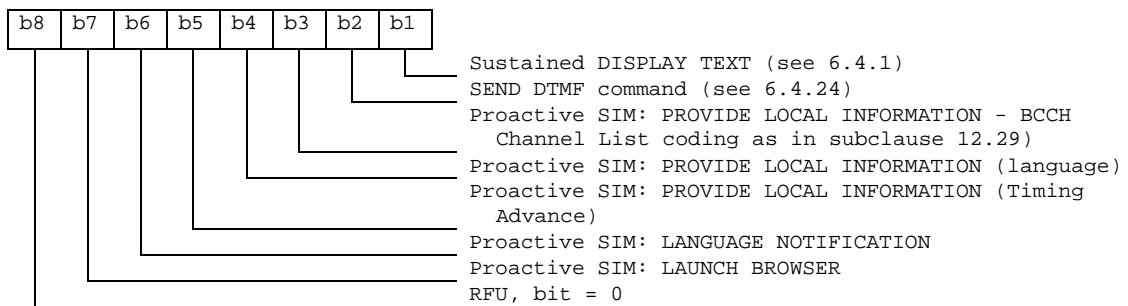 b8 b7 b6 b5 b4 b3 b2 b1
Sustained DISPLAY TEXT (see 6.4.1)
SEND DTMF command (see 6.4.24)
Proactive SIM: PROVIDE LOCAL INFORMATION - BCCH
Channel List coding as in subclause 12.29)
Proactive SIM: PROVIDE LOCAL INFORMATION (language)
Proactive SIM: PROVIDE LOCAL INFORMATION (Timing
Advance)
Proactive SIM: LANGUAGE NOTIFICATION
Proactive SIM: LAUNCH BROWSER
RFU, bit = 0